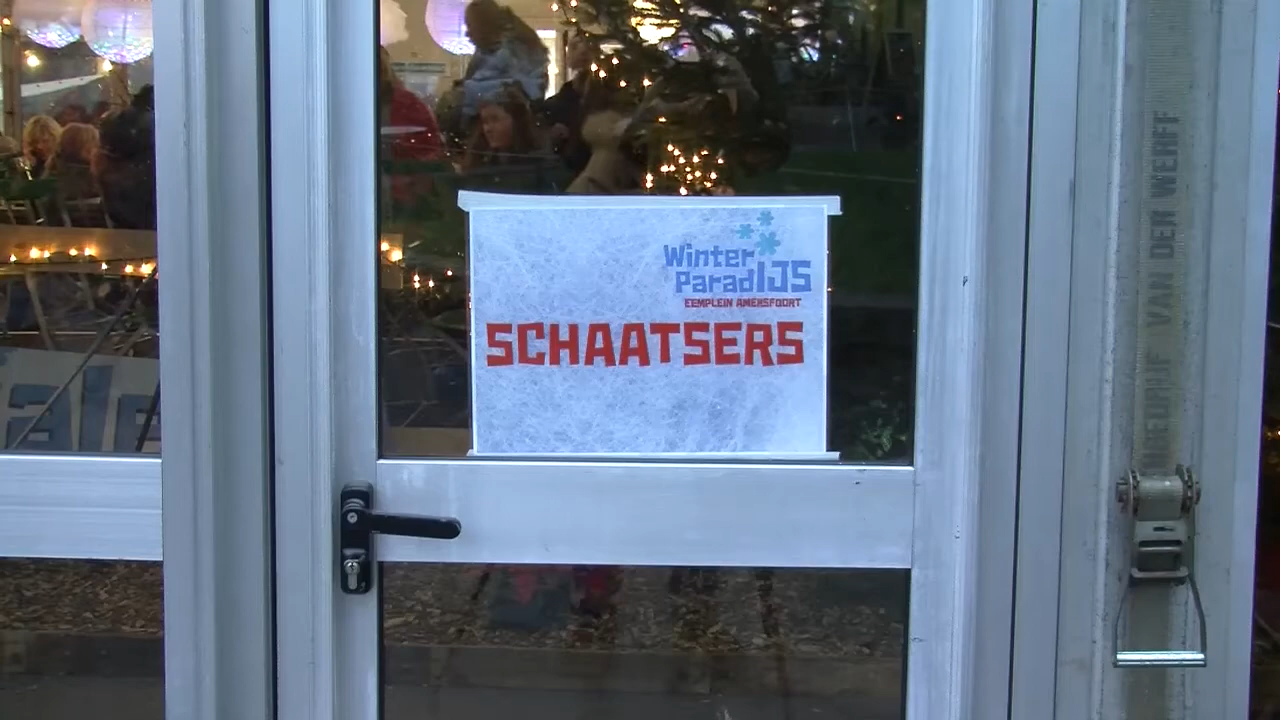 Winter
ParadIJS
EEMPLEIN AMERSFOORT
SCHAATSERS
VAN DER WERFF